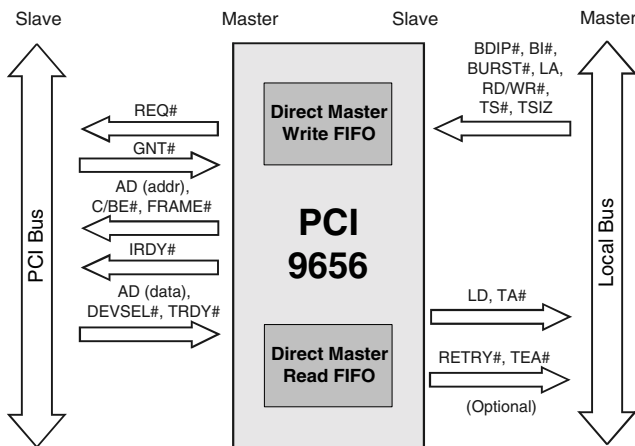 Slave
Master
Slave
Master
BDIP#, BI#,
BURST#, LA,
RD/WR#,
TS#, TSIZ
REQ#
GNT#
AD (addr),
C/BE#, FRAME#
IRDY#
AD (data),
DEVSEL#, TRDY#
PCI Bus
Direct Master
Write FIFO
PCI
9656
Direct Master
Read FIFO
LD, TA#
RETRY#, TEA#
(Optional)
Local Bus